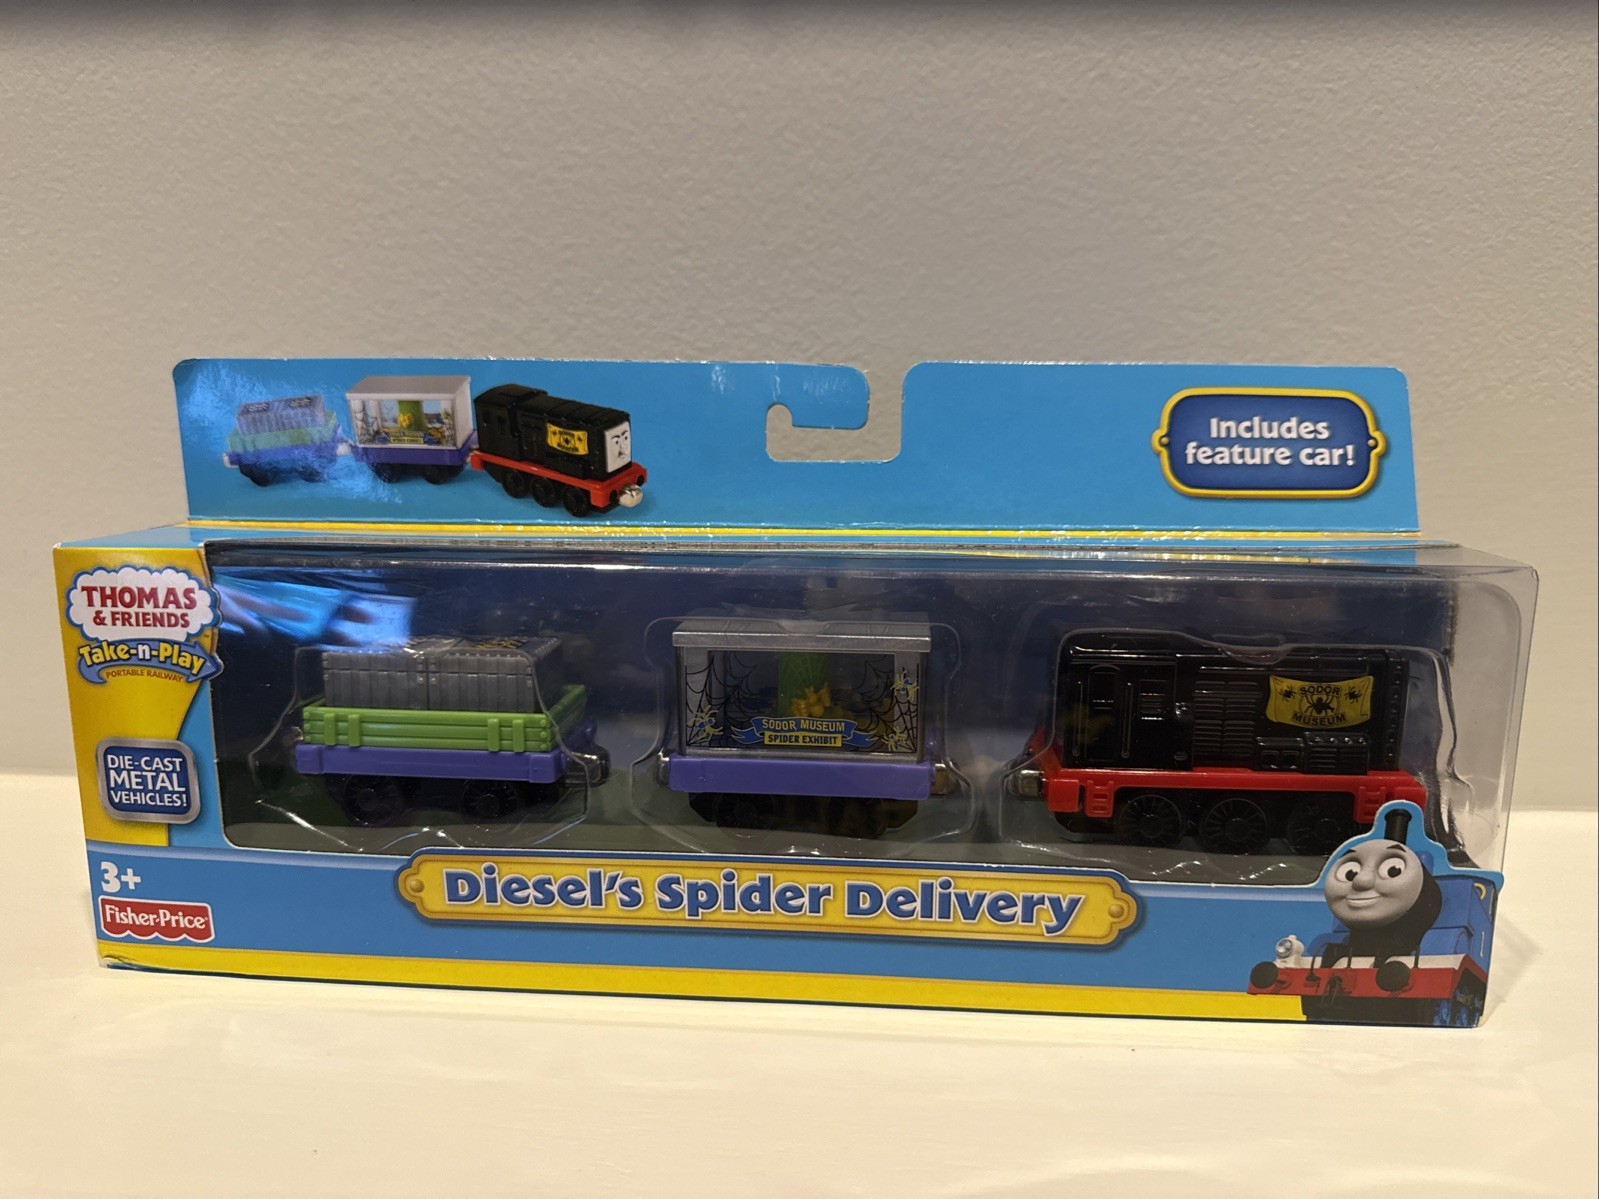 Includes
feature car!
THOMAS
& FRIENDS
Take-n-Play
PORTABLE RAILWAY
DIE-CAST
METAL
VEHICLES!
SODOR MUSEUM
SPIDER EXHIBIT
SODOR
MUSEUM
3+
Fisher-Price
Diesel's Spider Delivery